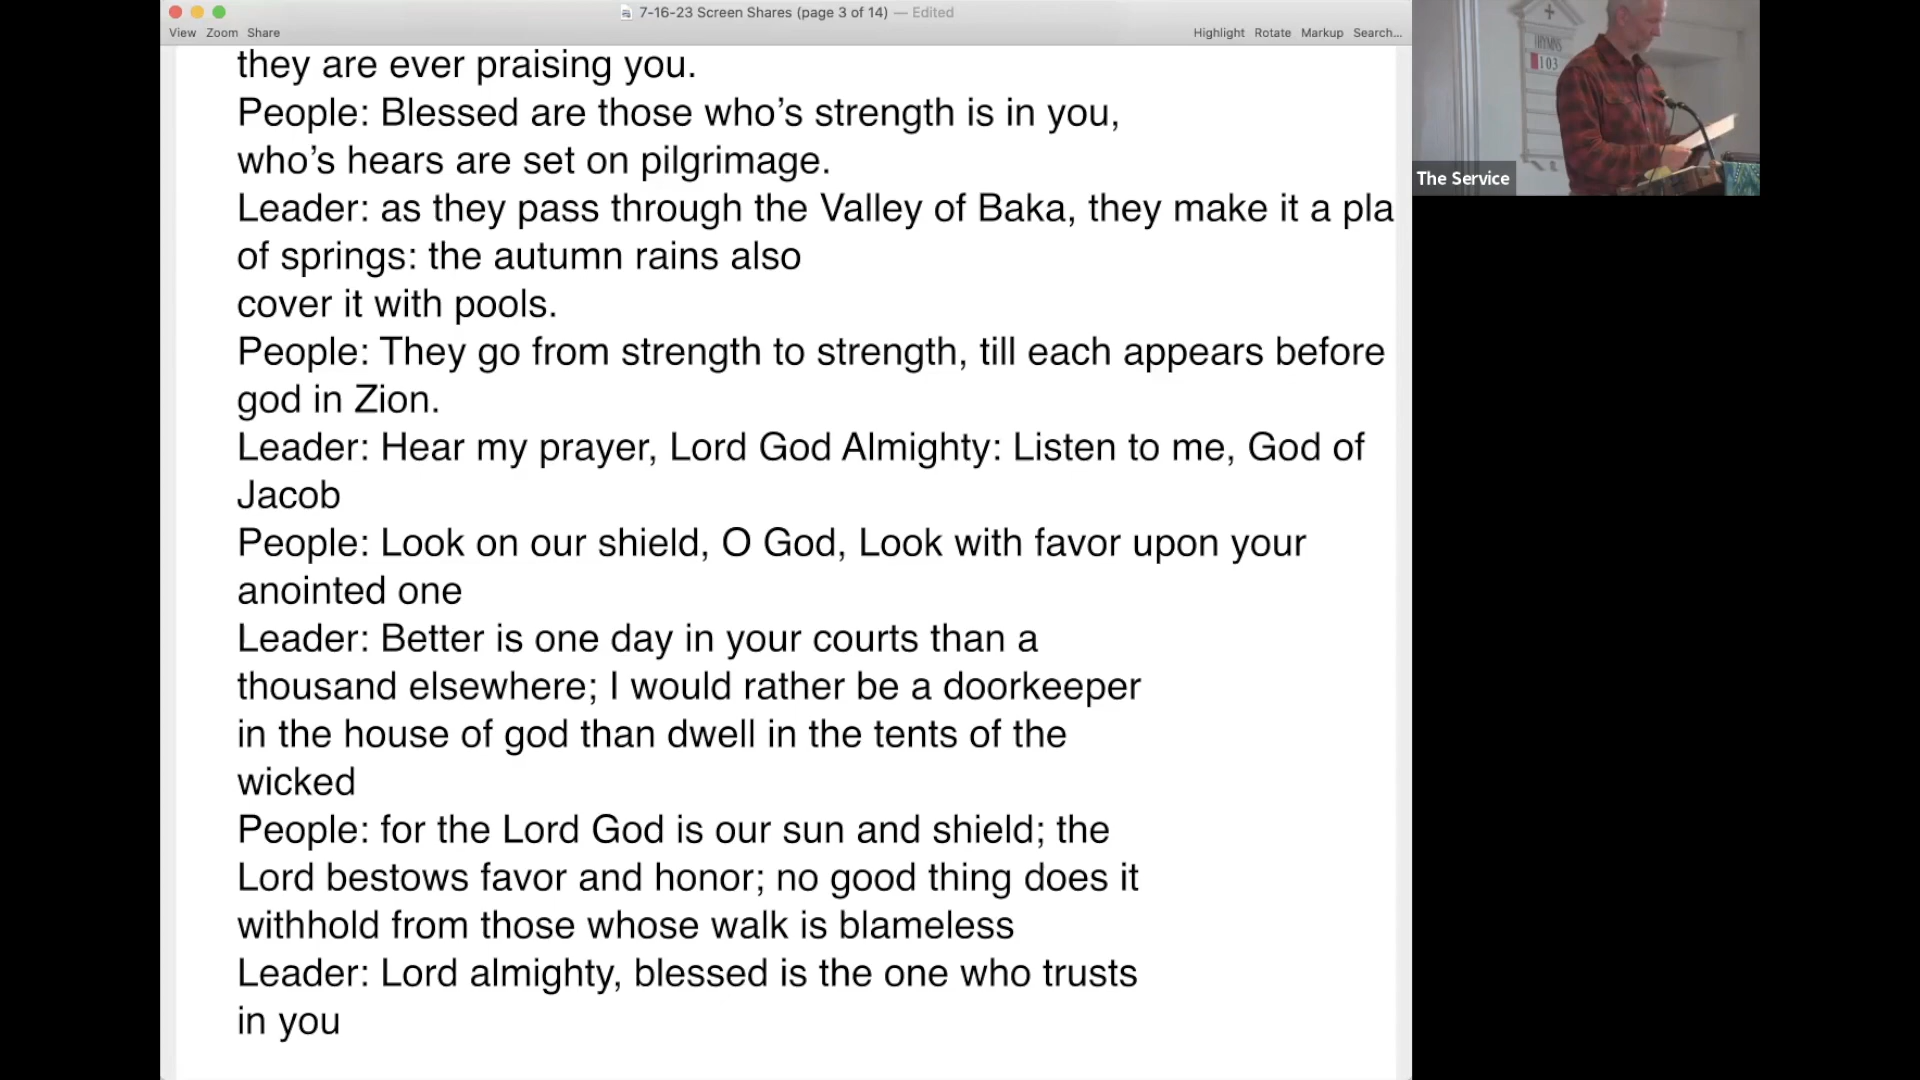 7-16-23 Screen Shares (page 3 of 14) — Edited
View Zoom Share
Highlight Rotate Markup Search...
they are ever praising you.
People: Blessed are those who’s strength is in you,
who’s hears are set on pilgrimage.
Leader: as they pass through the Valley of Baka, they make it a pla
of springs: the autumn rains also
cover it with pools.
People: They go from strength to strength, till each appears before
god in Zion.
Leader: Hear my prayer, Lord God Almighty: Listen to me, God of
Jacob
People: Look on our shield, O God, Look with favor upon your
anointed one
Leader: Better is one day in your courts than a
thousand elsewhere; I would rather be a doorkeeper
in the house of god than dwell in the tents of the
wicked
People: for the Lord God is our sun and shield; the
Lord bestows favor and honor; no good thing does it
withhold from those whose walk is blameless
Leader: Lord almighty, blessed is the one who trusts
in you
HYMNS
103
The Service